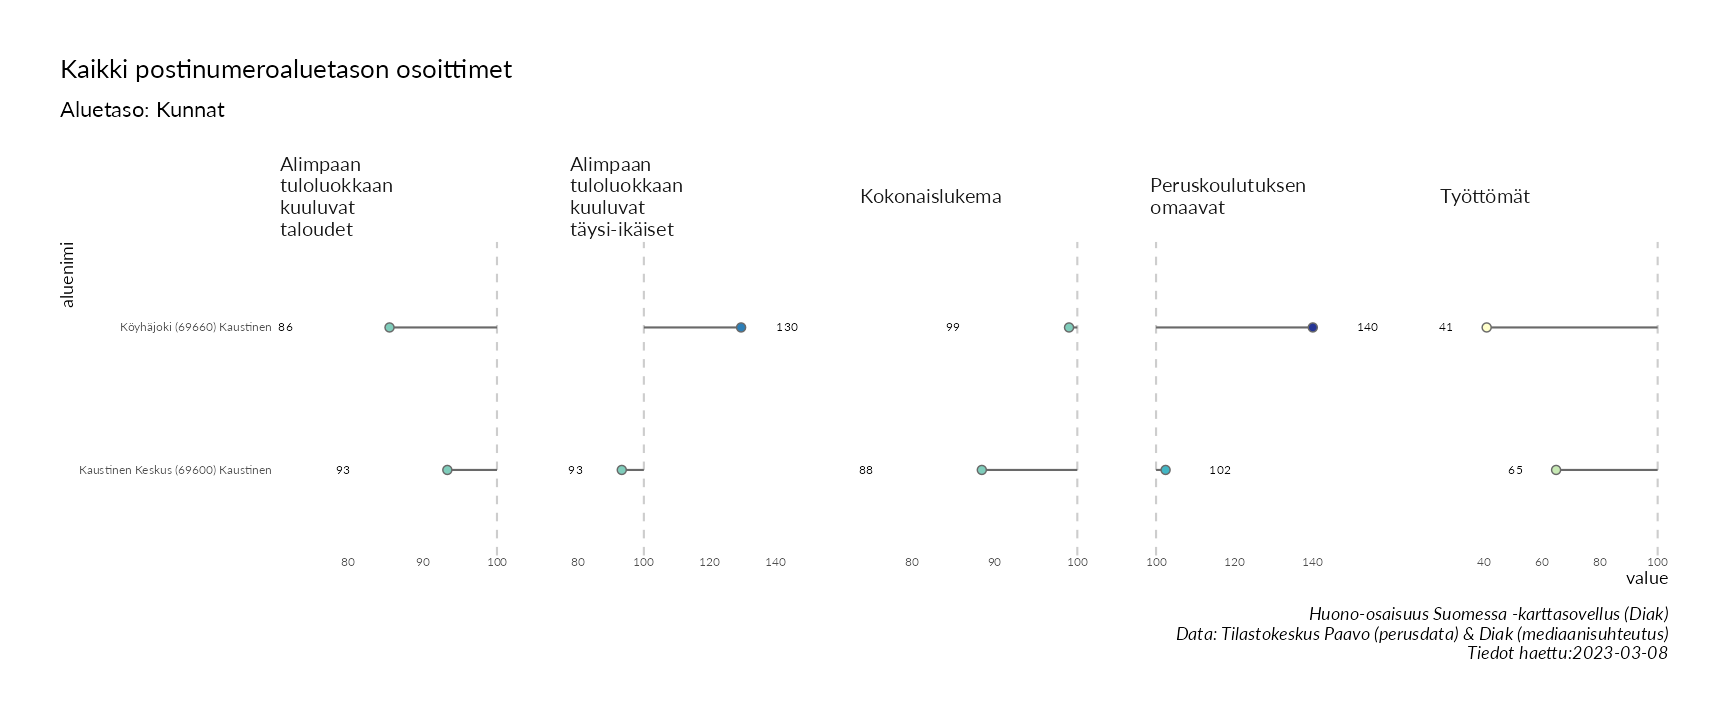 Kaikki postinumeroaluetason osoittimet
Aluetaso: Kunnat
Alimpaan
tuloluokkaan
kuuluvat
taloudet
Alimpaan
tuloluokkaan
kuuluvat
täysi-ikäiset
Kokonaislukema
Peruskoulutuksen
omaavat
Työttömät
aluenimi
Köyhäjoki (69660) Kaustinen 86 130 99 140 41
Kaustinen Keskus (69600) Kaustinen 93 93 88 102 65
80 90 100 80 100 120 140 80 90 100 100 120 140 40 60 80 100
value
Huono-osaisuus Suomessa -karttasovellus (Diak)
Data: Tilastokeskus Paavo (perusdata) & Diak (mediaanisuhteutus)
Tiedot haettu:2023-03-08